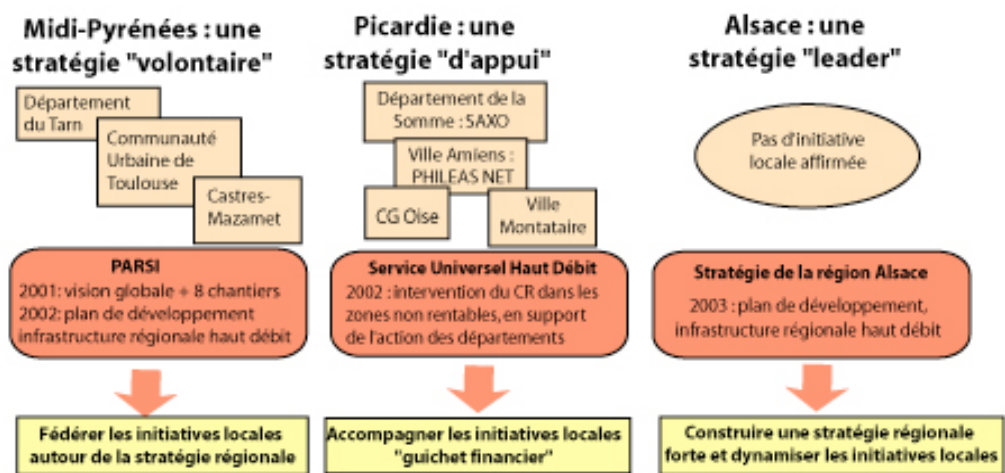 Midi-Pyrénées : une
stratégie "volontaire"
Département
du Tarn
Communauté
Urbaine de
Toulouse
Castres-
Mazamet
PARSI
2001: vision globale + 8 chantiers
2002: plan de développement
infrastructure régionale haut débit
Fédérer les initiatives locales
autour de la stratégie régionale
Picardie : une
stratégie "d'appui"
Département de la
Somme : SAXO
Ville Amiens :
PHILEAS NET
CG Oise
Ville
Montataire
Service Universel Haut Débit
2002 : intervention du CR dans les
zones non rentables, en support
de l'action des départements
Accompagner les initiatives locales
"guichet financier"
Alsace : une
stratégie "leader"
Pas d'initiative
locale affirmée
Stratégie de la région Alsace
2003 : plan de développement,
infrastructure régionale haut débit
Construire une stratégie régionale
forte et dynamiser les initiatives locales